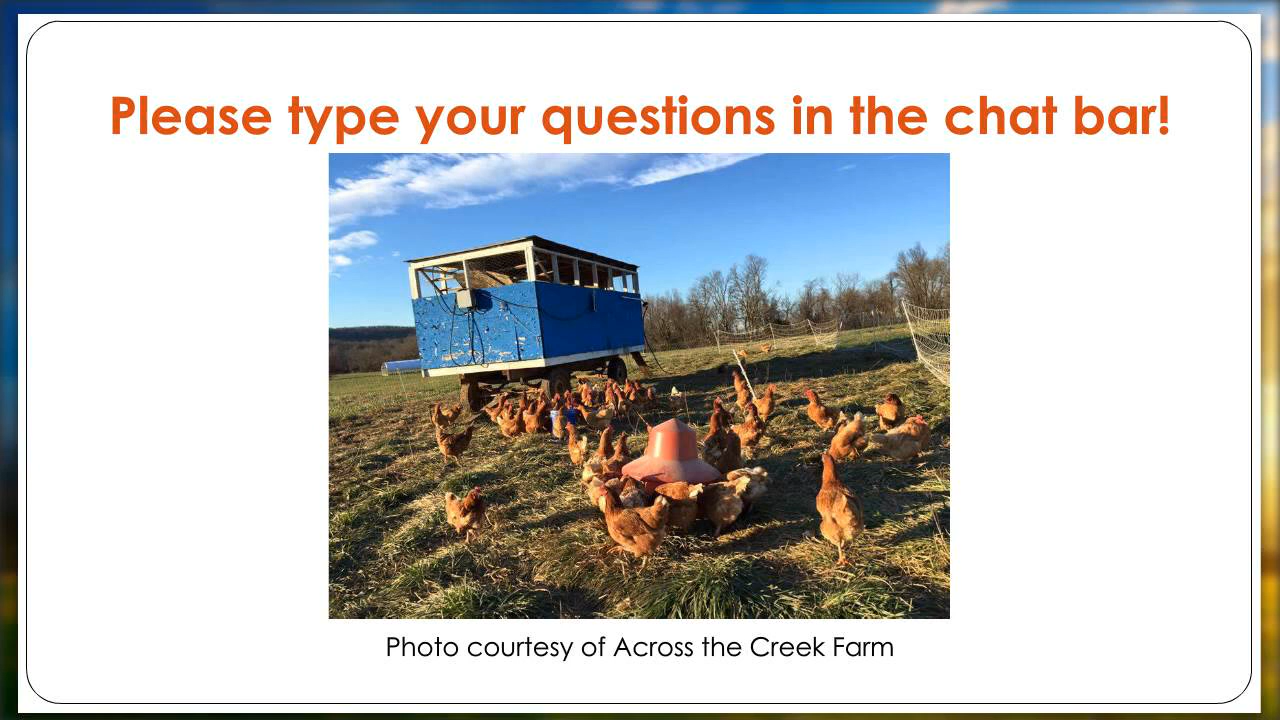 Please type your questions in the chat bar!
Photo courtesy of Across the Creek Farm